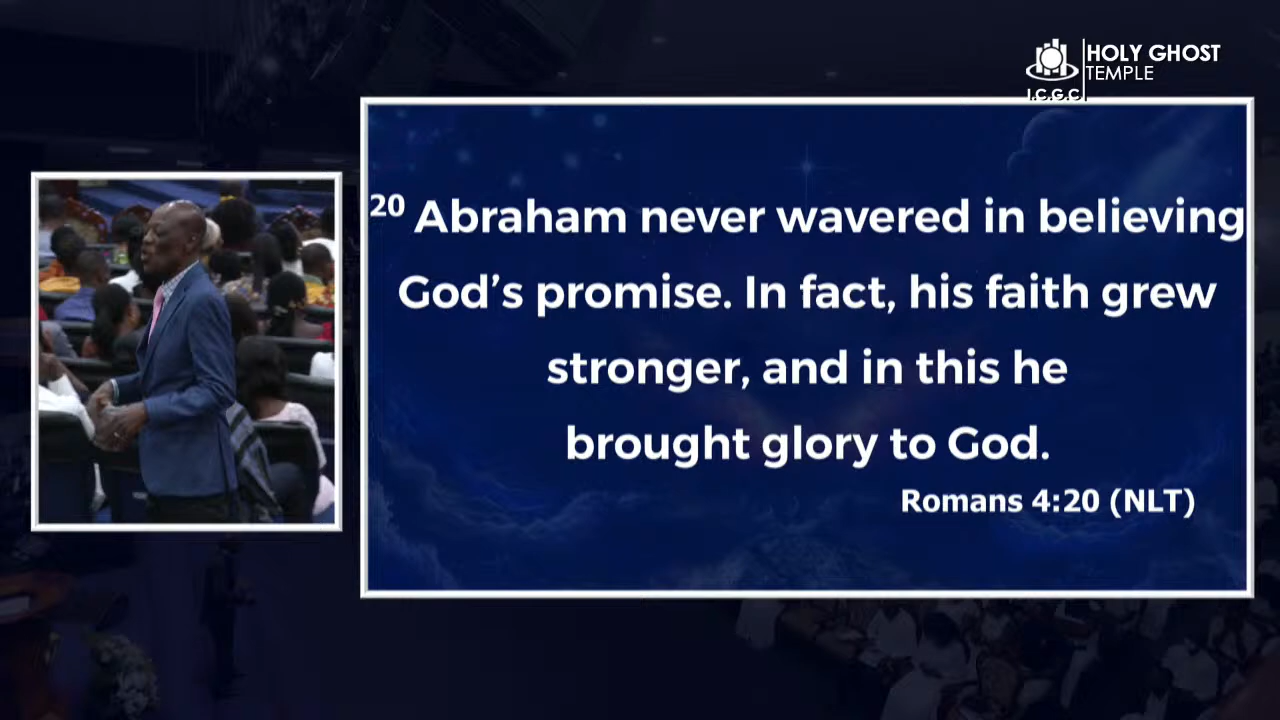 HOLY GHOST
TEMPLE
I.C.G.C
20 Abraham never wavered in believing
God’s promise. In fact, his faith grew
stronger, and in this he
brought glory to God.
Romans 4:20 (NLT)